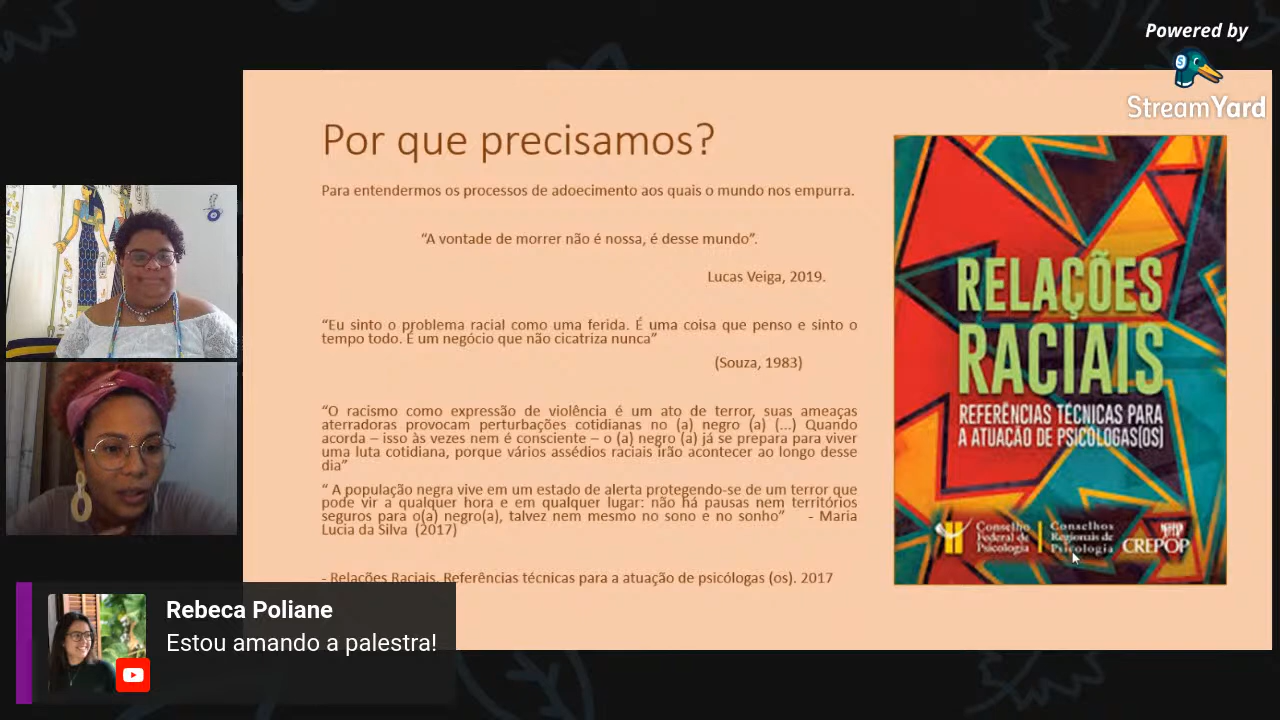 Powered by
StreamYard
Por que precisamos?
Para entendermos os processos de adoecimento aos quais o mundo nos empurra.
“A vontade de morrer não é nossa, é desse mundo”.
Lucas Veiga, 2019.
“Eu sinto o problema racial como uma ferida. É uma coisa que penso e sinto o
tempo todo. É um negócio que não cicatriza nunca”
(Souza, 1983)
“O racismo como expressão de violência é um ato de terror, suas ameaças
aterradoras provocam perturbações cotidianas no (a) negro (a) (...) Quando
acorda – isso às vezes nem é consciente – o (a) negro (a) já se prepara para viver
uma luta cotidiana, porque vários assédios raciais irão acontecer ao longo desse
dia”
“ A população negra vive em um estado de alerta protegendo-se de um terror que
pode vir a qualquer hora e em qualquer lugar: não há pausas nem territórios
seguros para o(a) negro(a), talvez nem mesmo no sono e no sonho” - Maria
Lucia da Silva (2017)
- Relações Raciais. Referências técnicas para a atuação de psicólogas (os). 2017
RELAÇÕES
RACIAIS
REFERÊNCIAS TÉCNICAS PARA
A ATUAÇÃO DE PSICÓLOGAS(OS)
Conselho
Federal de
Psicologia
Conselhos
Regionais de
Psicologia
CREPOP
Rebeca Poliane
Estou amando a palestra!